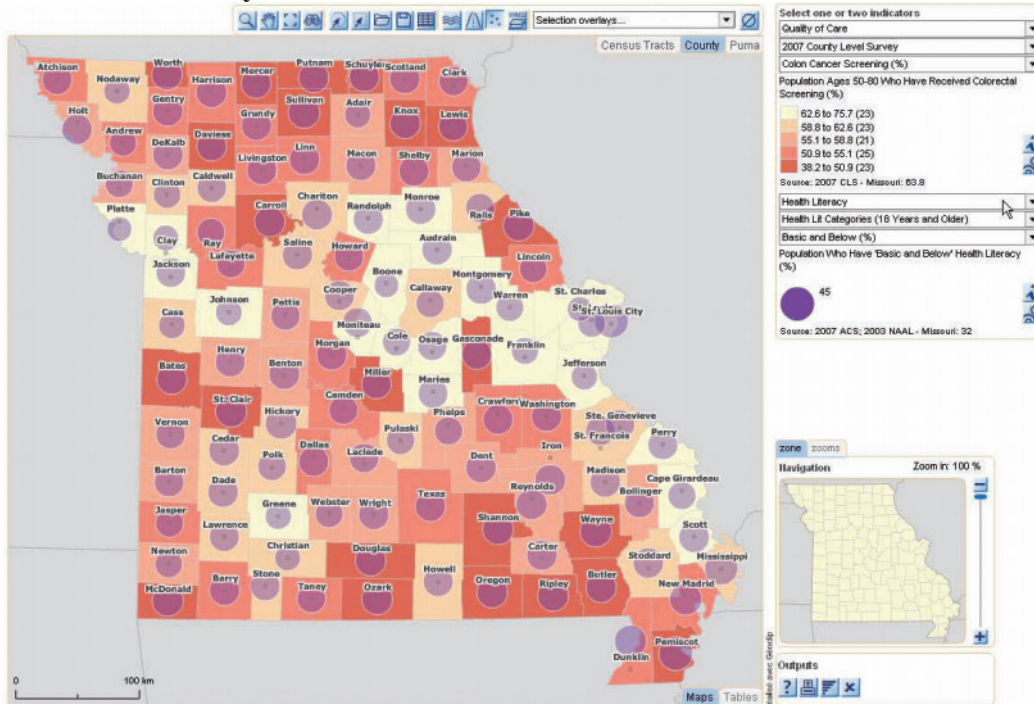 Selection overlays...
Census Tracts County Puma
Atchison
Nodaway
Worth
Harrison
Mercer
Putnam
Schuyler
Scotland
Clark
Holt
Gentry
Andrew
DeKalb
Daviess
Grundy
Sullivan
Adair
Knox
Lewis
Buchanan
Clinton
Caldwell
Livingston
Linn
Macon
Shelby
Marion
Platte
Clay
Ray
Carroll
Chariton
Randolph
Monroe
Ralls
Pike
Jackson
Lafayette
Saline
Howard
Boone
Audrain
Lincoln
Cass
Johnson
Pettis
Cooper
Moniteau
Callaway
Montgomery
Warren
St. Charles
St. Louis City
Bates
Henry
Benton
Morgan
Cole
Osage
Gasconade
Franklin
Jefferson
St. Clair
Hickory
Camden
Miller
Maries
Phelps
Crawford
Washington
Ste. Genevieve
St. Francois
Perry
Vernon
Cedar
Polk
Dallas
Laclede
Pulaski
Dent
Iron
Madison
Cape Girardeau
Barton
Dade
Greene
Webster
Wright
Texas
Reynolds
Bollinger
Scott
Jasper
Lawrence
Christian
Douglas
Shannon
Wayne
Stoddard
Mississippi
Newton
McDonald
Barry
Stone
Taney
Ozark
Howell
Oregon
Carter
Ripley
Butler
New Madrid
Dunklin
Pemiscot
0 100 km
Maps Tables
Select one or two indicators
Quality of Care
2007 County Level Survey
Colon Cancer Screening (%)
Population Ages 50-80 Who Have Received Colorectal
Screening (%)
62.6 to 75.7 (23)
58.8 to 62.6 (23)
55.1 to 58.8 (21)
50.9 to 55.1 (25)
38.2 to 50.9 (23)
Source: 2007 CLS - Missouri: 63.8
Health Literacy
Health Lit Categories (18 Years and Older)
Basic and Below (%)
Population Who Have 'Basic and Below' Health Literacy
(%)
45
Source: 2007 ACS; 2003 NAAL - Missouri: 32
zone zooms
Navigation Zoom in: 100 %
Outputs